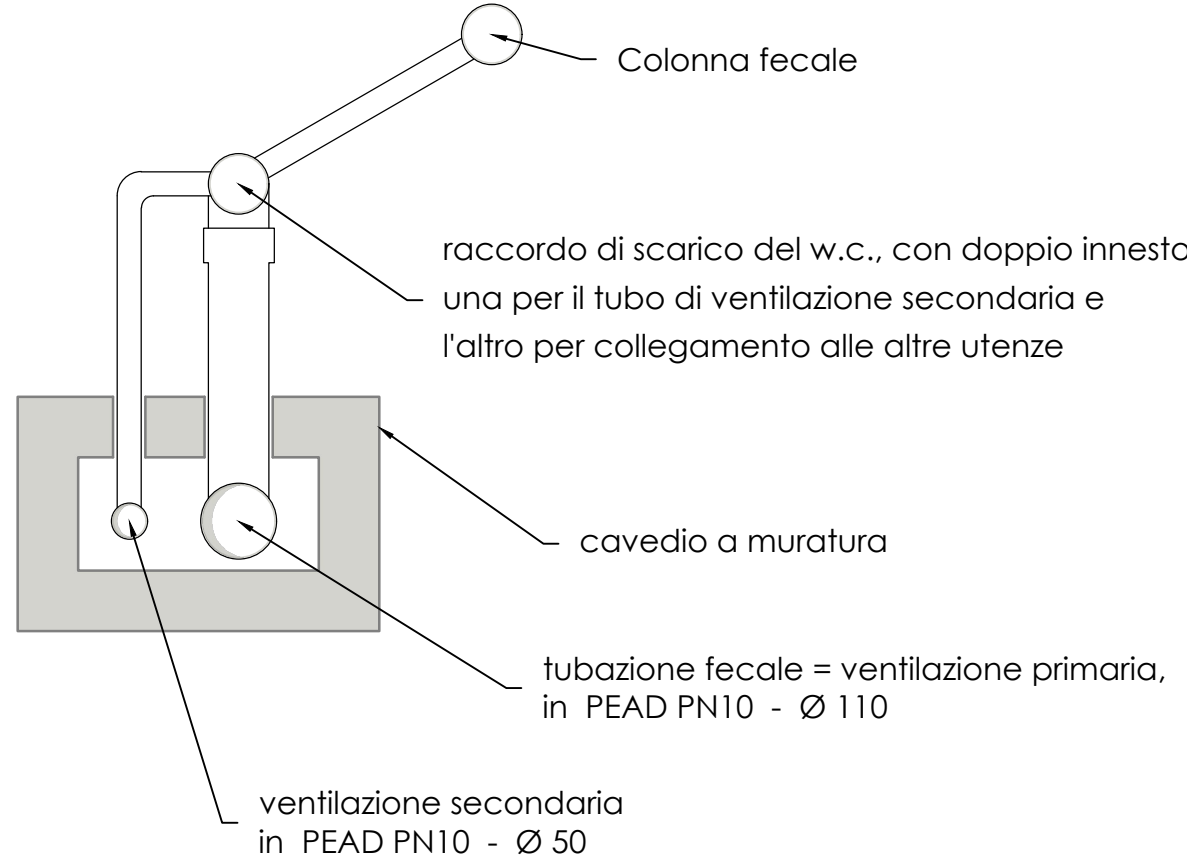 Colonna fecale
raccordo di scarico del w.c., con doppio innesto
una per il tubo di ventilazione secondaria e
l'altro per collegamento alle altre utenze
cavedio a muratura
tubazione fecale = ventilazione primaria,
in PEAD PN10 - Ø 110
ventilazione secondaria
in PEAD PN10 - Ø 50